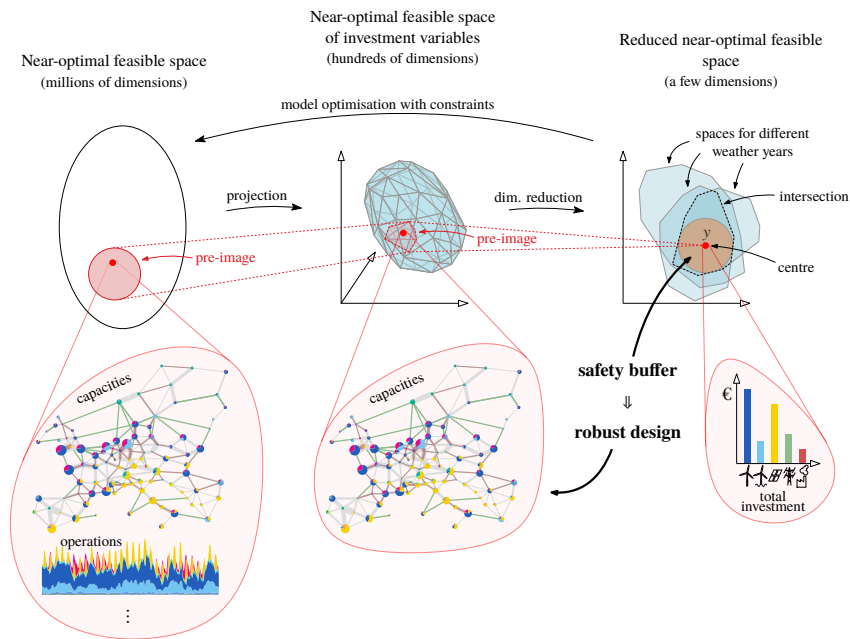 Near-optimal feasible space
(millions of dimensions)
Near-optimal feasible space
of investment variables
(hundreds of dimensions)
Reduced near-optimal feasible
space
(a few dimensions)
model optimisation with constraints
spaces for different
weather years
projection
dim. reduction
intersection
y
pre-image
pre-image
centre
capacities
capacities
safety buffer
⇓
robust design
€
total
investment
operations
⋮